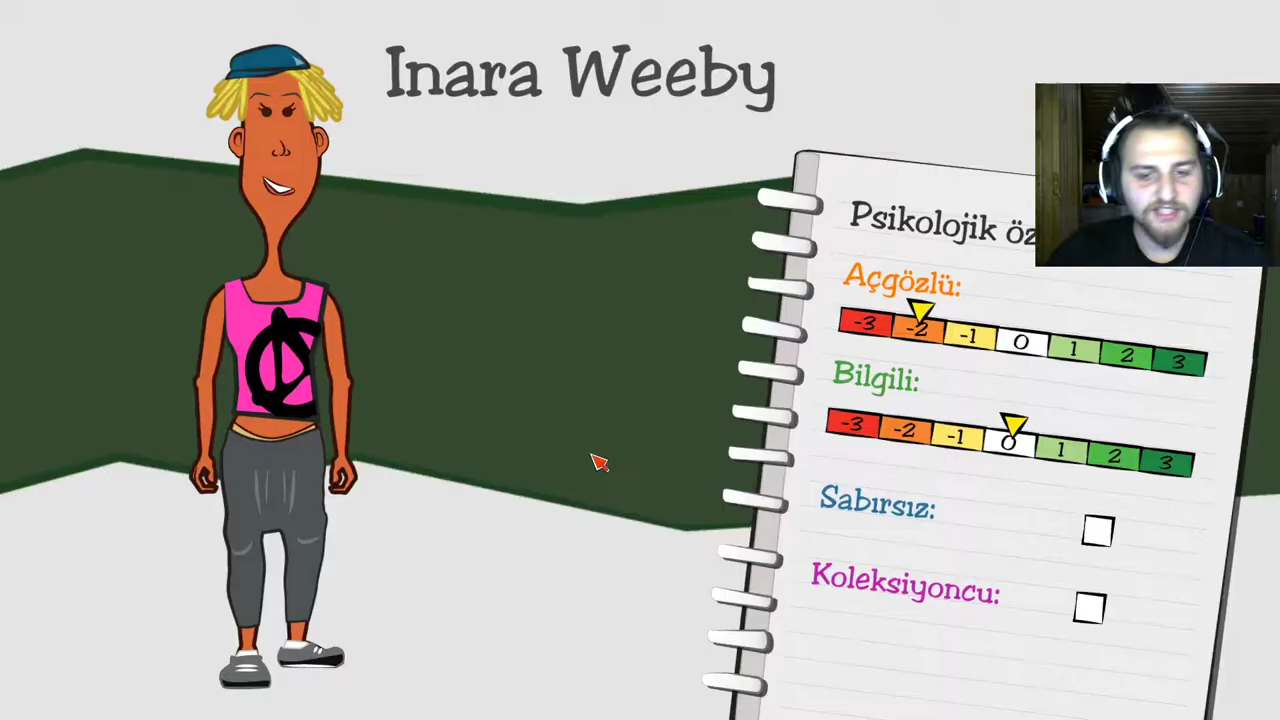 Inara Weeby
Psikolojik
Açgözlü:
-3 -2 -1 0 1 2 3
Bilgili:
-3 -2 -1 0 1 2 3
Sabırsız:
Koleksiyoncu: